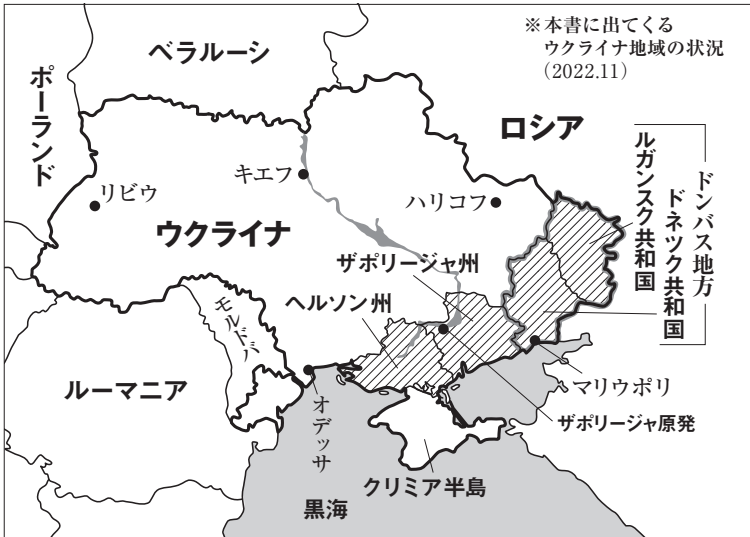 ※本書に出てくる
ウクライナ地域の状況
(2022.11)
ベラルーシ
ポーランド
ロシア
キエフ
リビウ
ハリコフ
ウクライナ
ドンバス地方
ドネツク共和国
ルガンスク共和国
ザポリージャ州
ヘルソン州
モルドバ
ルーマニア
オデッサ
マリウポリ
ザポリージャ原発
クリミア半島
黒海